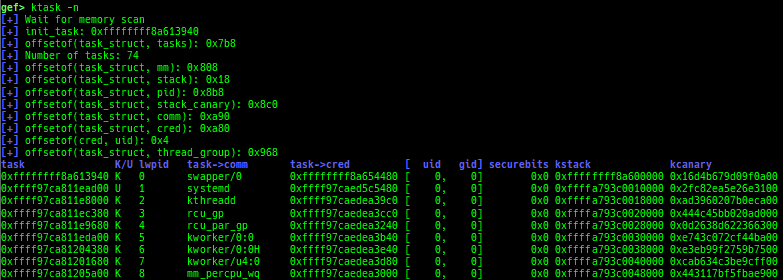 gef> ktask -n
[+] Wait for memory scan
[+] init_task: 0xffffffff8a613940
[+] offsetof(task_struct, tasks): 0x7b8
[+] Number of tasks: 74
[+] offsetof(task_struct, mm): 0x808
[+] offsetof(task_struct, stack): 0x18
[+] offsetof(task_struct, pid): 0x8b8
[+] offsetof(task_struct, stack_canary): 0x8c0
[+] offsetof(task_struct, comm): 0xa90
[+] offsetof(task_struct, cred): 0xa80
[+] offsetof(cred, uid): 0x4
[+] offsetof(task_struct, thread_group): 0x968
task K/U lwpid task->comm task->cred [ uid gid] securebits kstack kcanary
0xffffffff8a613940 K 0 swapper/0 0xffffffff8a654480 [ 0, 0] 0x0 0xffffffff8a600000 0x16d4b679d09f0a00
0xffff97ca811ead00 U 1 systemd 0xffff97caed5c5480 [ 0, 0] 0x0 0xffffa793c0010000 0x2fc82ea5e26e3100
0xffff97ca811e8000 K 2 kthreadd 0xffff97caedea39c0 [ 0, 0] 0x0 0xffffa793c0018000 0xad3960207b0eca00
0xffff97ca811ec380 K 3 rcu_gp 0xffff97caedea3cc0 [ 0, 0] 0x0 0xffffa793c0020000 0x444c45bb020ad000
0xffff97ca811e9680 K 4 rcu_par_gp 0xffff97caedea3240 [ 0, 0] 0x0 0xffffa793c0028000 0x0d2638d622366300
0xffff97ca811eda00 K 5 kworker/0:0 0xffff97caedea3b40 [ 0, 0] 0x0 0xffffa793c0030000 0xe743c072cf44ba00
0xffff97ca81204380 K 6 kworker/0:0H 0xffff97caedea3e40 [ 0, 0] 0x0 0xffffa793c0038000 0xe3eb99f2759b7500
0xffff97ca81201680 K 7 kworker/u4:0 0xffff97caedea3d80 [ 0, 0] 0x0 0xffffa793c0040000 0xcab634c3be9cff00
0xffff97ca81205a00 K 8 mm_percpu_wq 0xffff97caedea3000 [ 0, 0] 0x0 0xffffa793c0048000 0x443117bf5fbae900